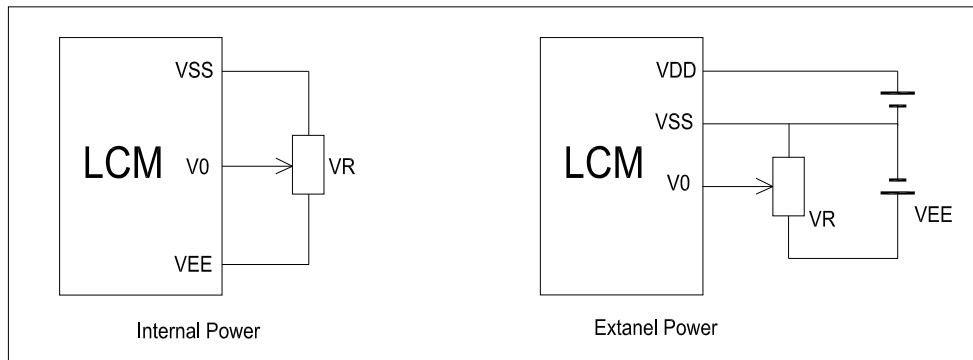 VSS
LCM
V0
VR
VEE
Internal Power
VDD
VSS
LCM
V0
VR
VEE
Extanel Power